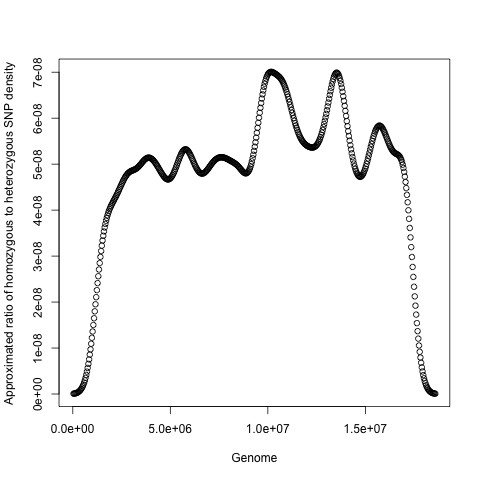 Approximated ratio of homozygous to heterozygous SNP density
7e-08
6e-08
5e-08
4e-08
3e-08
2e-08
1e-08
0e+00
0.0e+00 5.0e+06 1.0e+07 1.5e+07
Genome